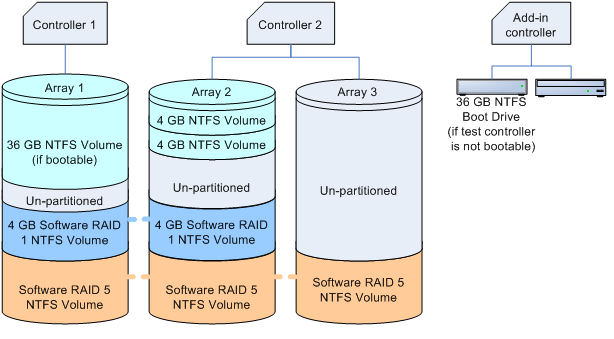 Controller 1
Controller 2
Add-in
controller
Array 1
36 GB NTFS Volume
(if bootable)
Un-partitioned
4 GB Software RAID
1 NTFS Volume
Software RAID 5
NTFS Volume
Array 2
4 GB NTFS Volume
4 GB NTFS Volume
Un-partitioned
4 GB Software RAID
1 NTFS Volume
Software RAID 5
NTFS Volume
Array 3
Un-partitioned
Software RAID 5
NTFS Volume
36 GB NTFS
Boot Drive
(if test controller
is not bootable)